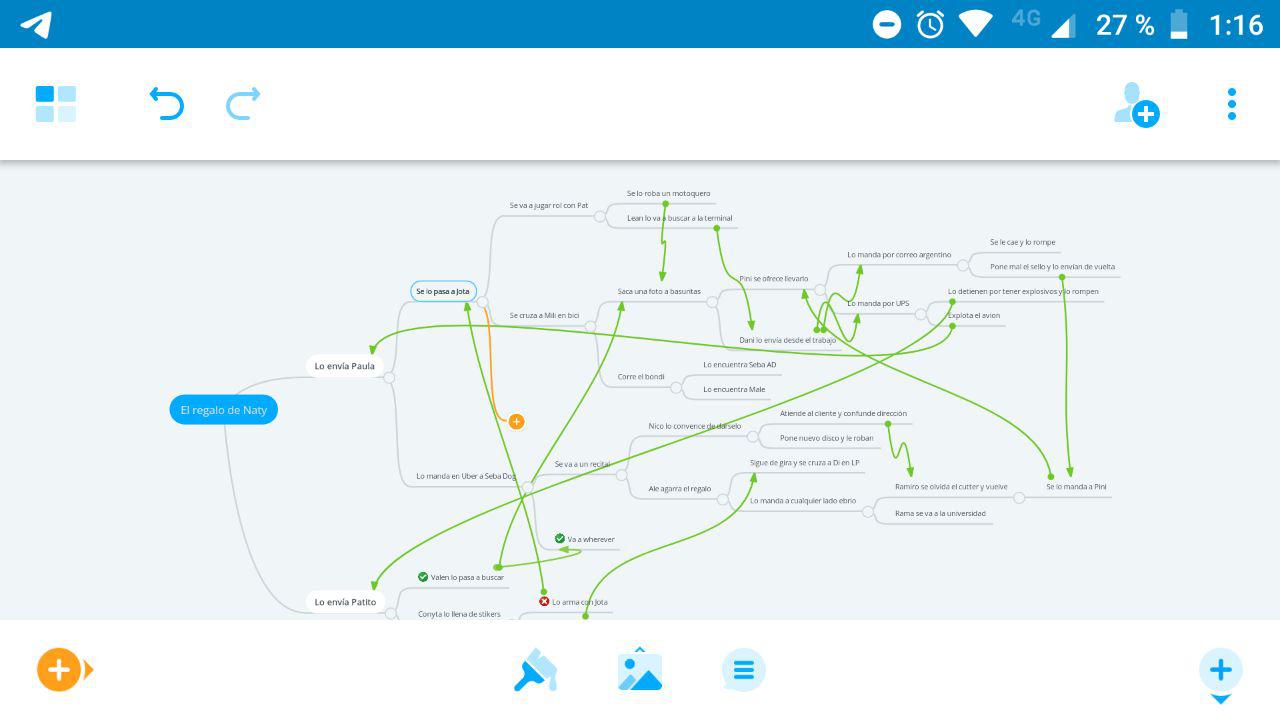 4G 27 % 1:16
Se lo roba un motoquero
Se va a jugar rol con Pat
Lean lo va a buscar a la terminal
Se le cae y lo rompe
Lo manda por correo argentino
Pone mal el sello y lo envían de vuelta
Pini se ofrece llevarlo
Se lo pasa a Jota
Saca una foto a basuritas
Lo detienen por tener explosivos y lo rompen
Lo manda por UPS
Se cruza a Mili en bici
Explota el avion
Dani lo envía desde el trabajo
Lo envía Paula
Lo encuentra Seba AD
Corre el bondi
Lo encuentra Male
El regalo de Naty
Atiende al cliente y confunde dirección
Nico lo convence de darselo
Pone nuevo disco y le roban
Se va a un recital
Sigue de gira y se cruza a Di en LP
Lo manda en Uber a Seba Dog
Ale agarra el regalo
Ramiro se olvida el cutter y vuelve
Se lo manda a Pini
Lo manda a cualquier lado ebrio
Rama se va a la universidad
Va a wherever
Valen lo pasa a buscar
Lo envía Patito
Lo arma con Jota
Conyta lo llena de stikers